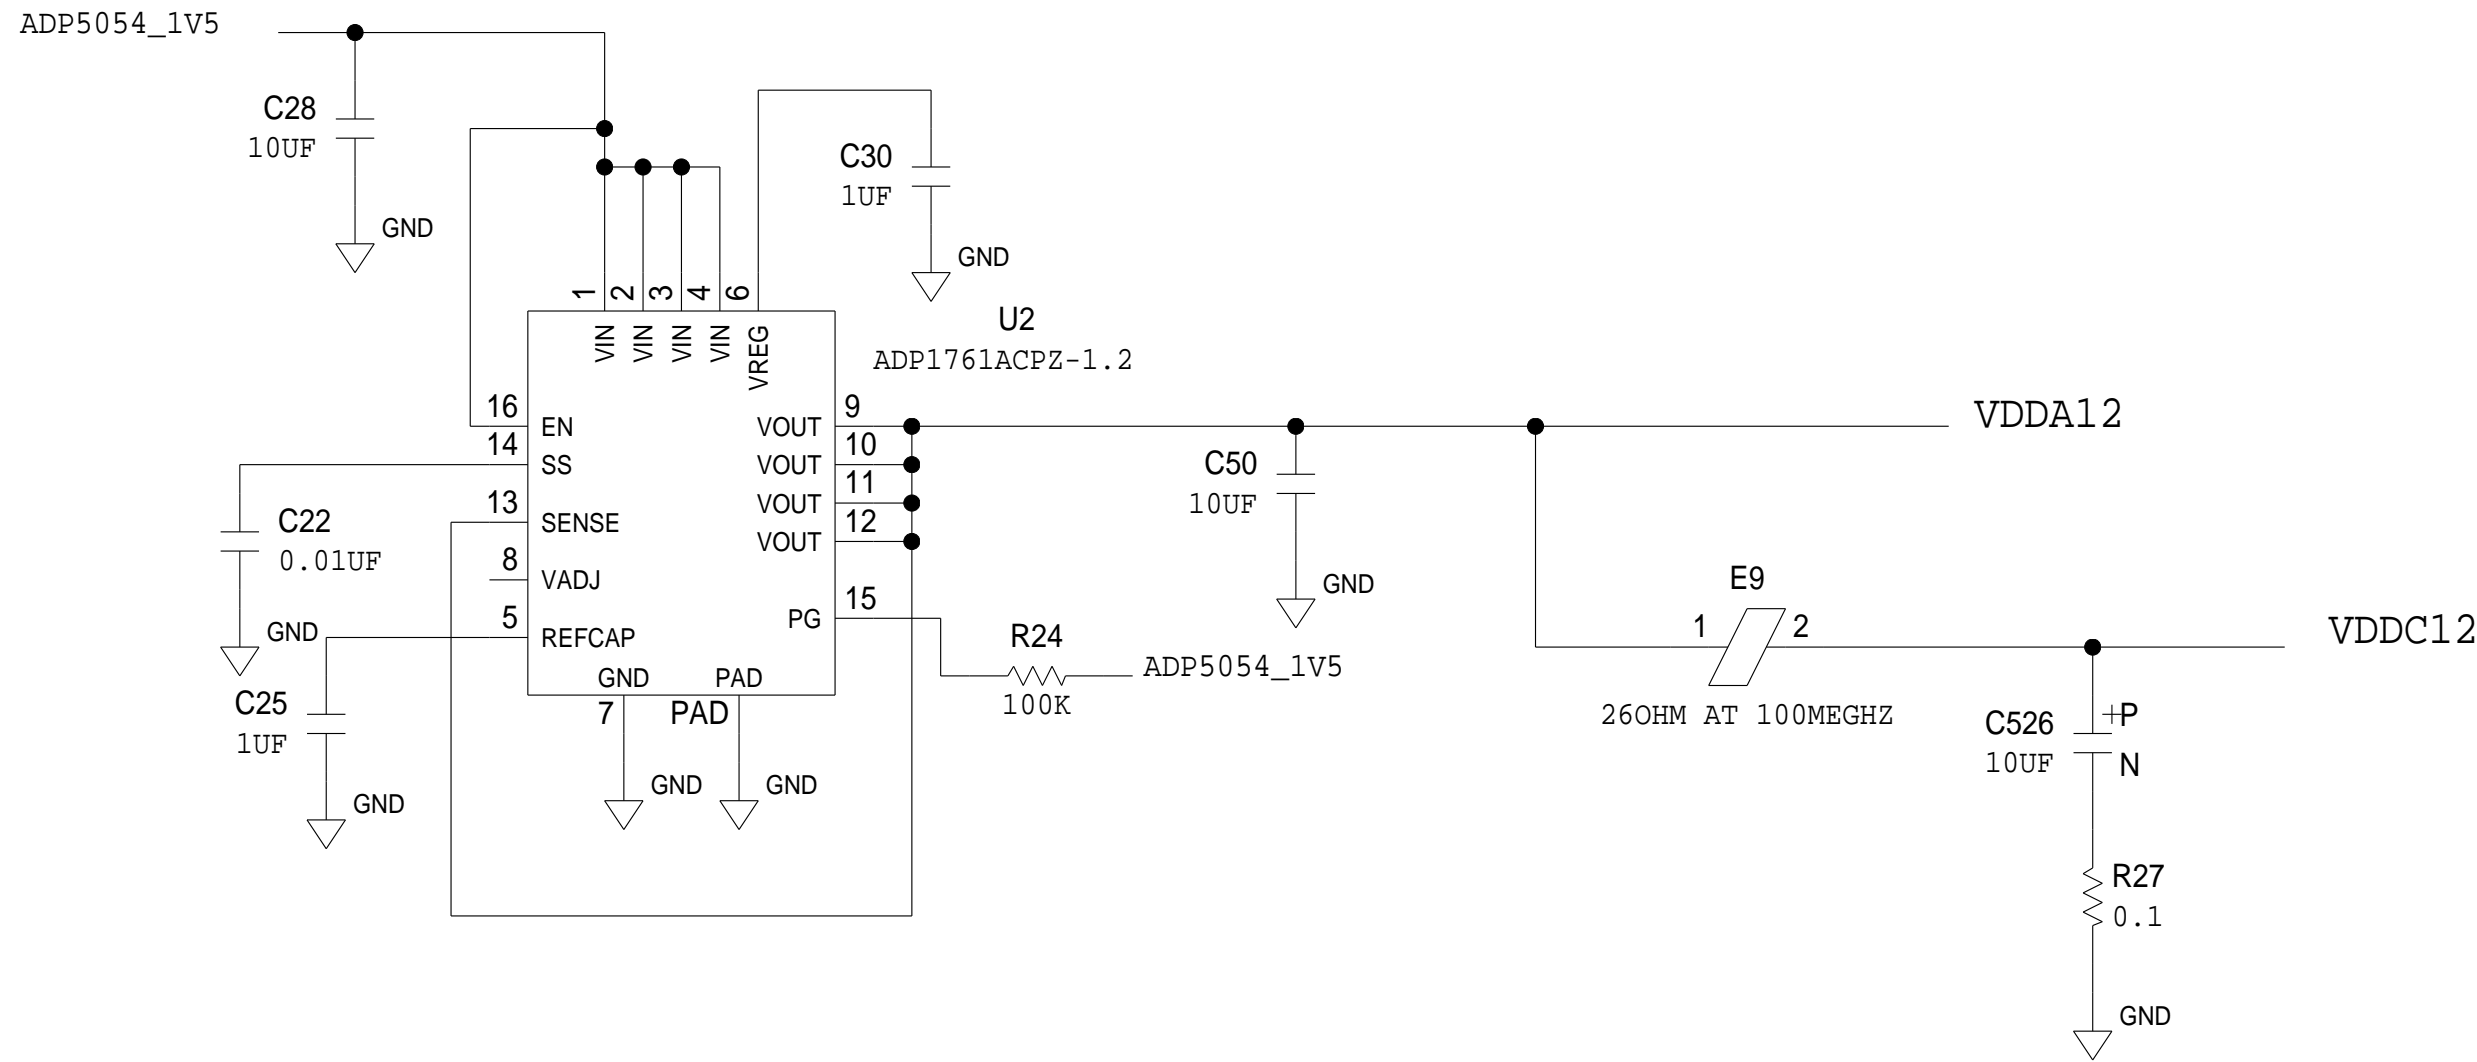 ADP5054_1V5
C28
10UF
GND
C30
1UF
GND
U2
ADP1761ACPZ-1.2
1
2
3
4
6
VIN
VIN
VIN
VIN
VREG
16
EN
14
SS
13
SENSE
8
VADJ
5
REFCAP
9
VOUT
10
VOUT
11
VOUT
12
VOUT
15
PG
GND
PAD
7
PAD
GND
GND
C22
0.01UF
GND
C25
1UF
GND
R24
100K
ADP5054_1V5
C50
10UF
GND
VDDA12
E9
1
2
26OHM AT 100MEGHZ
VDDC12
C526
10UF
+P
N
R27
0.1
GND